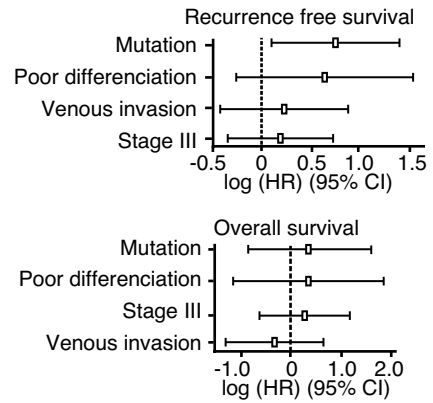 Recurrence free survival
Mutation
Poor differenciation
Venous invasion
Stage III
-0.5 0 0.5 1.0 1.5
log (HR) (95% CI)
Overall survival
Mutation
Poor differenciation
Stage III
Venous invasion
-1.0 0 1.0 2.0
log (HR) (95% CI)